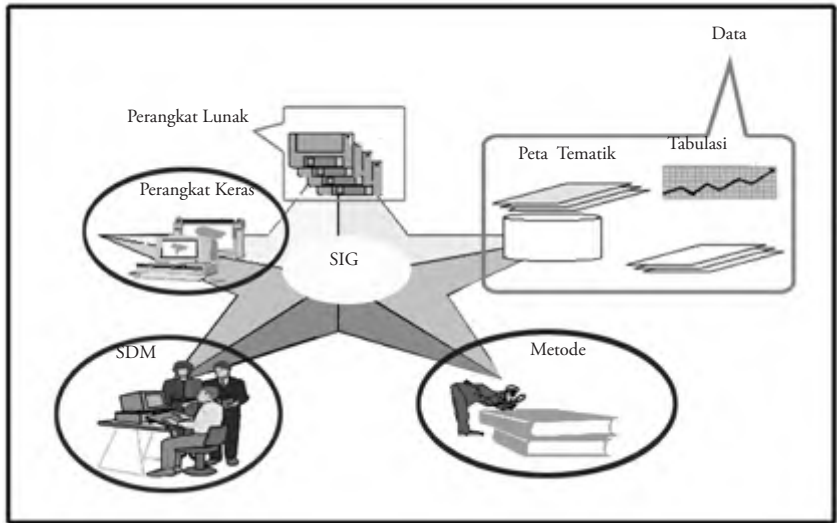 Data
Perangkat Lunak
Peta Tematik
Tabulasi
Perangkat Keras
SIG
SDM
Metode